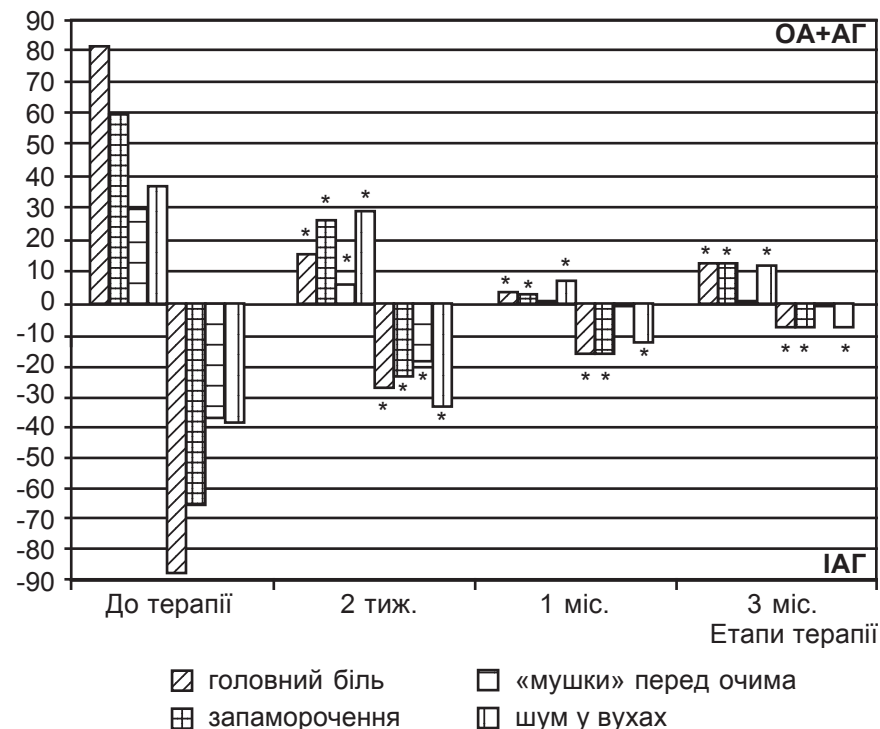 90
ОА+АГ
80
70
60
50
40
30
20
10
0
-10
-20
-30
-40
-50
-60
-70
-80
-90
ІАГ
* * * * * * * * * * *
* * * * * * * * * *
До терапії 2 тиж. 1 міс. 3 міс.
Етапи терапії
головний біль «мушки» перед очима
запаморочення шум у вухах